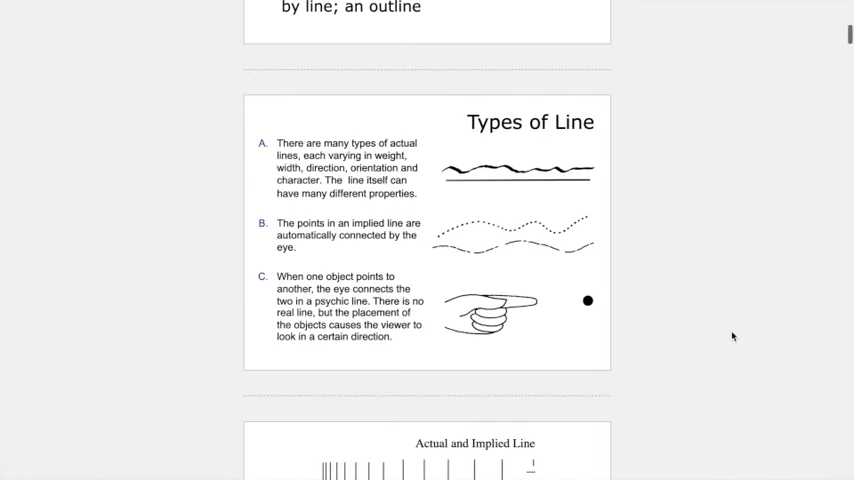 by line; an outline
Types of Line
A. There are many types of actual
lines, each varying in weight,
width, direction, orientation and
character. The line itself can
have many different properties.
B. The points in an implied line are
automatically connected by the
eye.
C. When one object points to
another, the eye connects the
two in a psychic line. There is no
real line, but the placement of
the objects causes the viewer to
look in a certain direction.
Actual and Implied Line